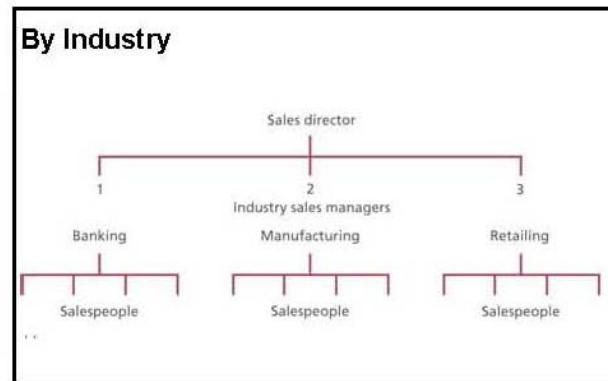 By Industry
Sales director
1 2 3
Industry sales managers
Banking Manufacturing Retailing
Salespeople Salespeople Salespeople